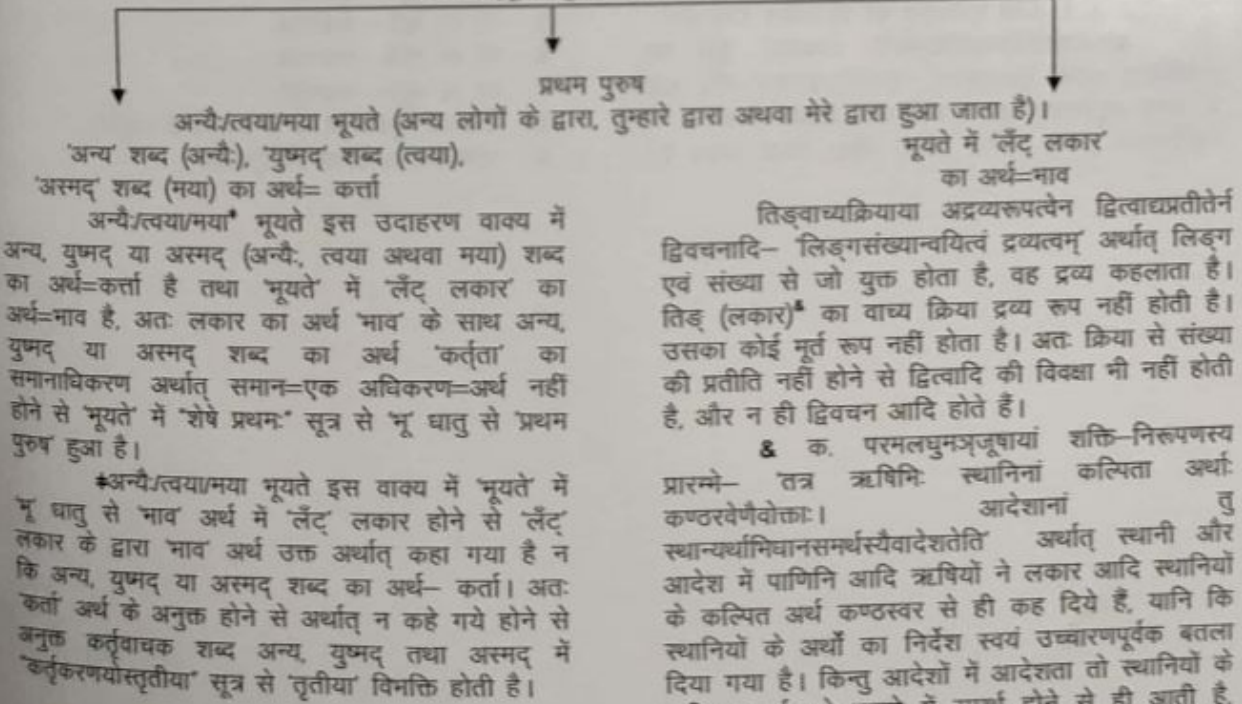 प्रथम पुरुष
अन्यैः/त्वया/मया भूयते (अन्य लोगों के द्वारा, तुम्हारे द्वारा अथवा मेरे द्वारा हुआ जाता है)।
'अन्य' शब्द (अन्यैः), 'युष्मद्' शब्द (त्वया),
'अस्मद्' शब्द (मया) का अर्थ= कर्त्ता
अन्यैः/त्वया/मया* भूयते इस उदाहरण वाक्य में
अन्य, युष्मद् या अस्मद् (अन्यैः, त्वया अथवा मया) शब्द
का अर्थ=कर्त्ता है तथा 'भूयते' में 'लँट् लकार' का
अर्थ=भाव है, अतः लकार का अर्थ 'भाव' के साथ अन्य,
युष्मद् या अस्मद् शब्द का अर्थ 'कर्तृता' का
समानाधिकरण अर्थात् समान=एक अधिकरण=अर्थ नहीं
होने से 'भूयते' में "शेषे प्रथमः" सूत्र से 'भू' धातु से 'प्रथम
पुरुष' हुआ है।
*अन्यैः/त्वया/मया भूयते इस वाक्य में 'भूयते' में
'भू' धातु से 'भाव' अर्थ में 'लँट्' लकार होने से 'लँट्'
लकार के द्वारा 'भाव' अर्थ उक्त अर्थात् कहा गया है न
कि अन्य, युष्मद् या अस्मद् शब्द का अर्थ– कर्ता। अतः
'कर्ता' अर्थ के अनुक्त होने से अर्थात् न कहे गये होने से
अनुक्त कर्तृवाचक शब्द अन्य, युष्मद् तथा अस्मद् में
"कर्तृकरणयोस्तृतीया" सूत्र से 'तृतीया' विभक्ति होती है।
भूयते में 'लँट् लकार'
का अर्थ=भाव
तिङ्वाच्यक्रियाया अद्रव्यरूपत्वेन द्वित्वाद्यप्रतीतेर्न
द्विवचनादि– 'लिङ्गसंख्यान्वयित्वं द्रव्यत्वम्' अर्थात् लिङ्ग
एवं संख्या से जो युक्त होता है, वह द्रव्य कहलाता है।
तिङ् (लकार)& का वाच्य क्रिया द्रव्य रूप नहीं होती है।
उसका कोई मूर्त रूप नहीं होता है। अतः क्रिया से संख्या
की प्रतीति नहीं होने से द्वित्वादि की विवक्षा भी नहीं होती
है, और न ही द्विवचन आदि होते हैं।
& क. परमलघुमञ्जूषायां शक्ति–निरूपणस्य
प्रारम्भे– 'तत्र ऋषिभिः स्थानिनां कल्पिता अर्थाः
कण्ठरवेणैवोक्ताः। आदेशानां तु
स्थान्यर्थाभिधानसमर्थस्यैवादेशतेति' अर्थात् स्थानी और
आदेश में पाणिनि आदि ऋषियों ने लकार आदि स्थानियों
के कल्पित अर्थ कण्ठस्वर से ही कह दिये हैं, यानि कि
स्थानियों के अर्थों का निर्देश स्वयं उच्चारणपूर्वक बतला
दिया गया है। किन्तु आदेशों में आदेशता तो स्थानियों के
में समर्थ होने से ही आती है,